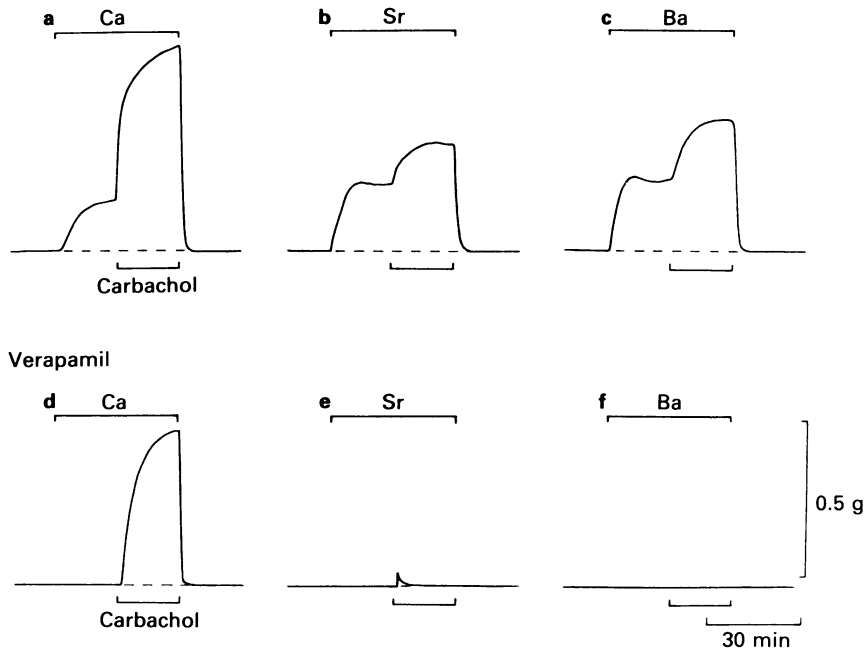 a Ca b Sr c Ba
Carbachol
Verapamil
d Ca e Sr f Ba
0.5 g
Carbachol
30 min